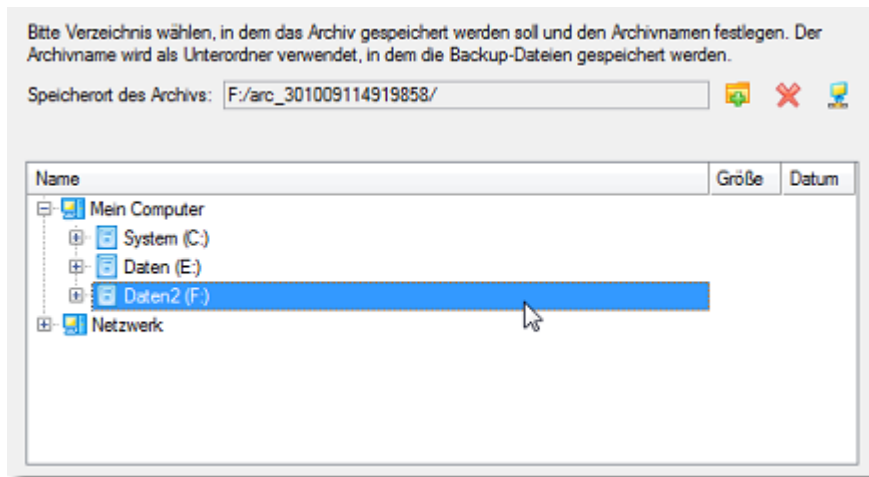 Bitte Verzeichnis wählen, in dem das Archiv gespeichert werden soll und den Archivnamen festlegen. Der
Archivname wird als Unterordner verwendet, in dem die Backup-Dateien gespeichert werden.
Speicherort des Archivs: F:/arc_301009114919858/
Name Größe Datum
Mein Computer
System (C:)
Daten (E:)
Daten2 (F:)
Netzwerk